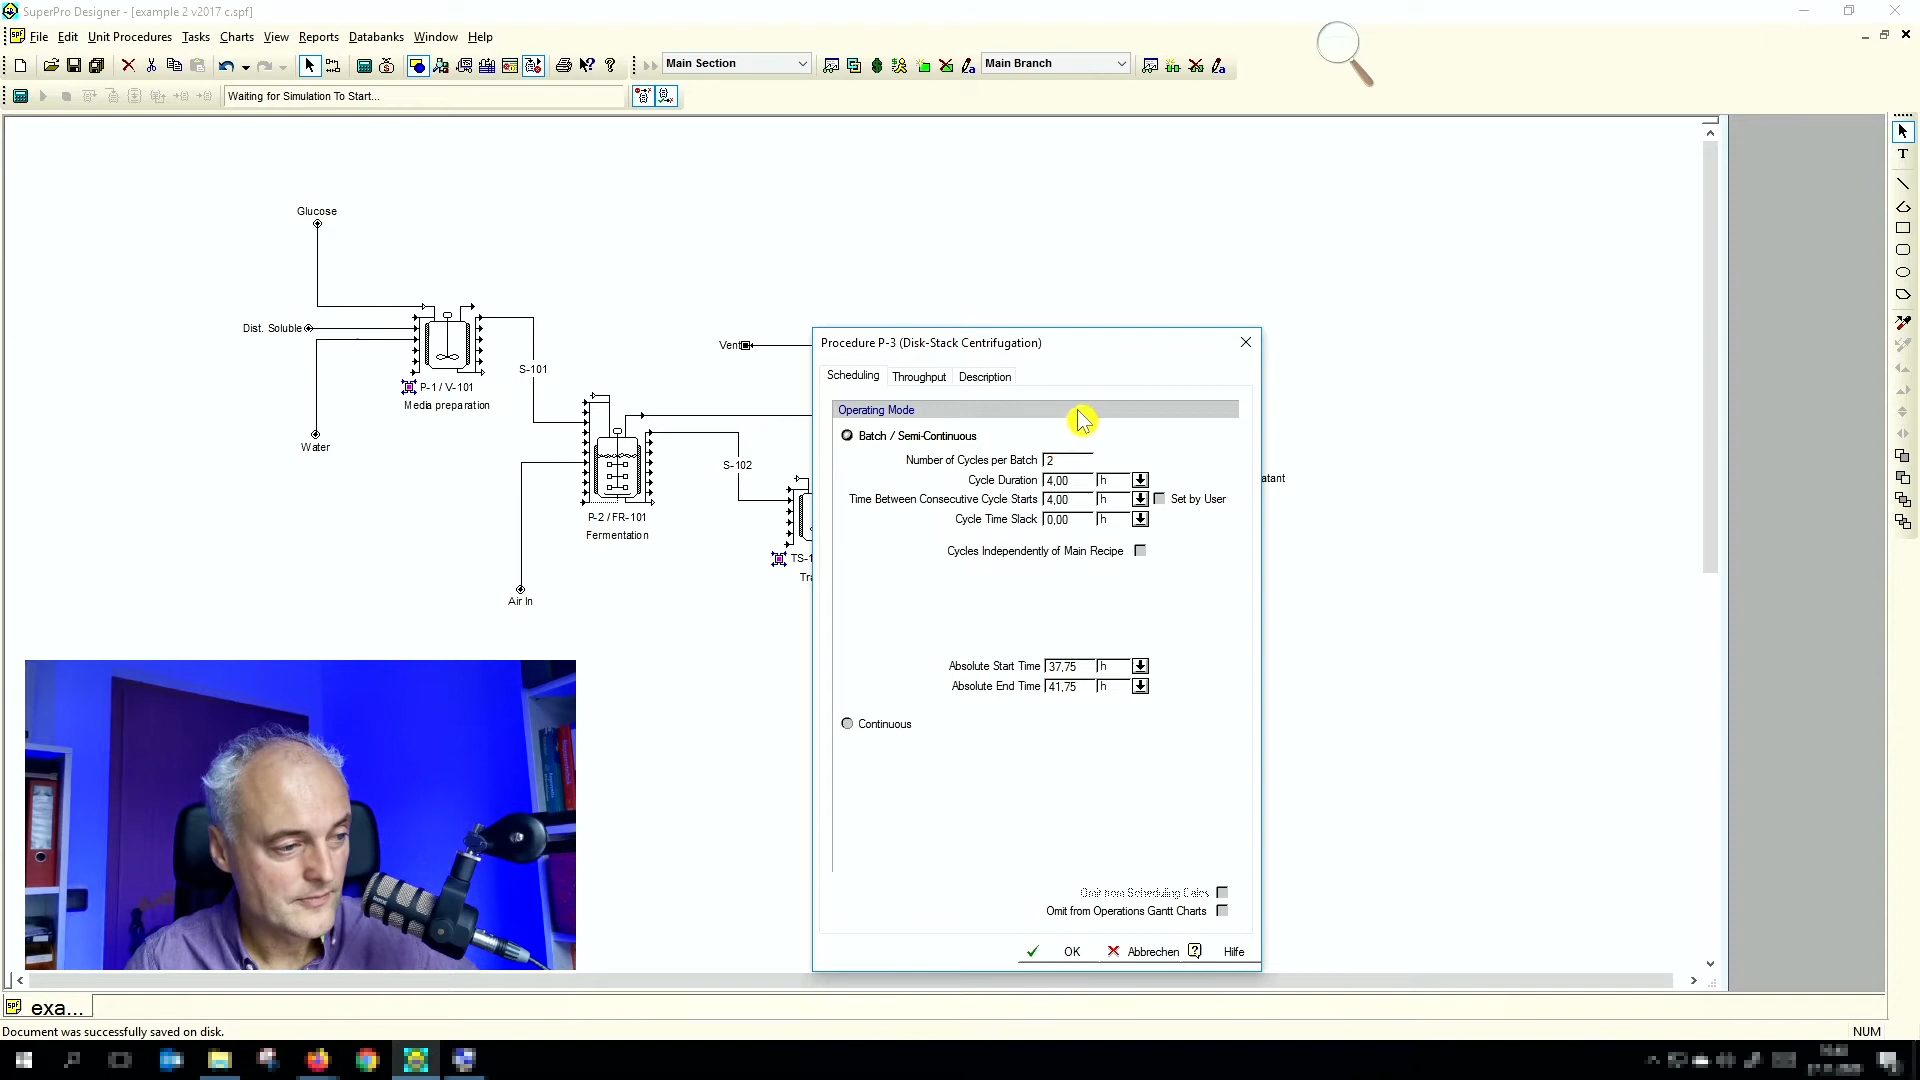 SuperPro Designer - [example 2 v2017 c.spf]
File Edit Unit Procedures Tasks Charts View Reports Databanks Window Help
Main Section
Main Branch
Waiting for Simulation To Start...
Glucose
Dist. Soluble
P-1 / V-101
Media preparation
Water
S-101
Vent
S-102
P-2 / FR-101
Fermentation
Air In
TS-1
Tra
atant
Procedure P-3 (Disk-Stack Centrifugation)
Scheduling Throughput Description
Operating Mode
Batch / Semi-Continuous
Number of Cycles per Batch 2
Cycle Duration 4,00 h
Time Between Consecutive Cycle Starts 4,00 h Set by User
Cycle Time Slack 0,00 h
Cycles Independently of Main Recipe
Absolute Start Time 37,75 h
Absolute End Time 41,75 h
Continuous
Omit from Scheduling Calcs
Omit from Operations Gantt Charts
OK Abbrechen Hilfe
exa...
Document was successfully saved on disk.
NUM